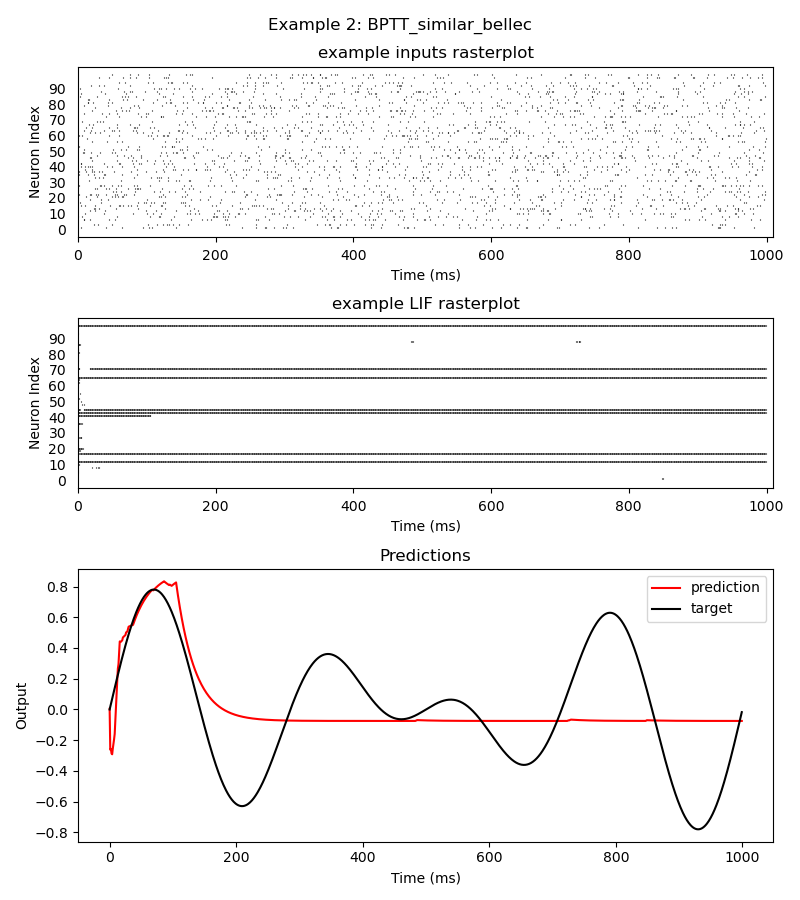 Example 2: BPTT_similar_bellec
example inputs rasterplot
Neuron Index
90
80
70
60
50
40
30
20
10
0
0 200 400 600 800 1000
Time (ms)
example LIF rasterplot
Neuron Index
90
80
70
60
50
40
30
20
10
0
0 200 400 600 800 1000
Time (ms)
Predictions
Output
0.8
0.6
0.4
0.2
0.0
−0.2
−0.4
−0.6
−0.8
prediction
target
0 200 400 600 800 1000
Time (ms)